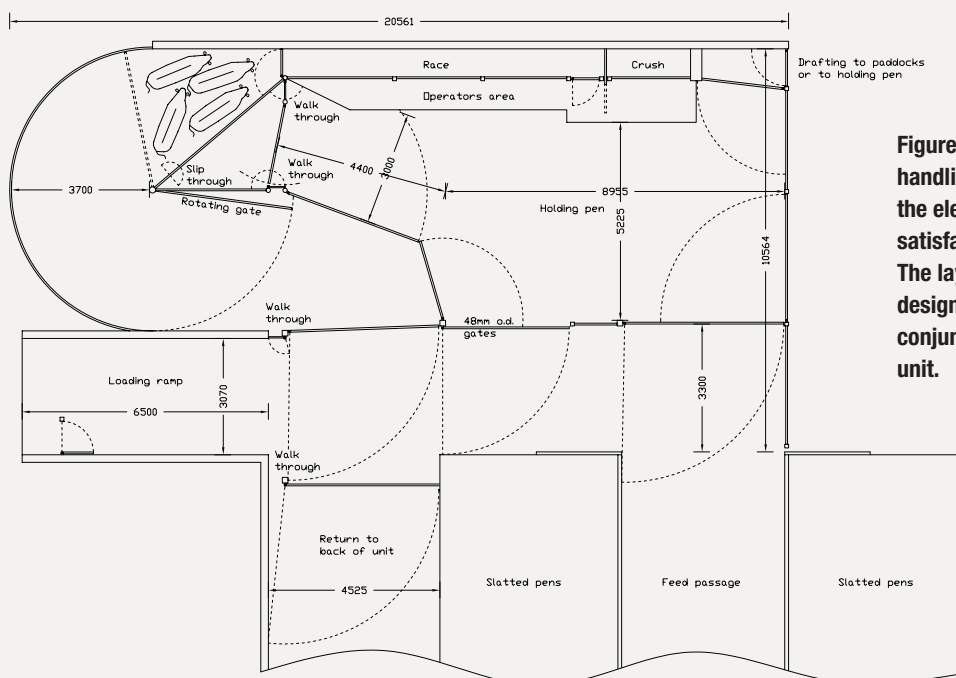 20561
Race
Crush
Drafting to paddocks
or to holding pen
Operators area
Walk
through
Slip
through
Walk
through
4400
3000
3700
Rotating gate
8955
Holding pen
5225
10564
Figure
handli
the ele
satisfa
The lay
design
conjun
unit.
Walk
through
48mm o.d.
gates
Loading ramp
3070
6500
3300
Walk
through
Return to
back of unit
4525
Slatted pens
Feed passage
Slatted pens